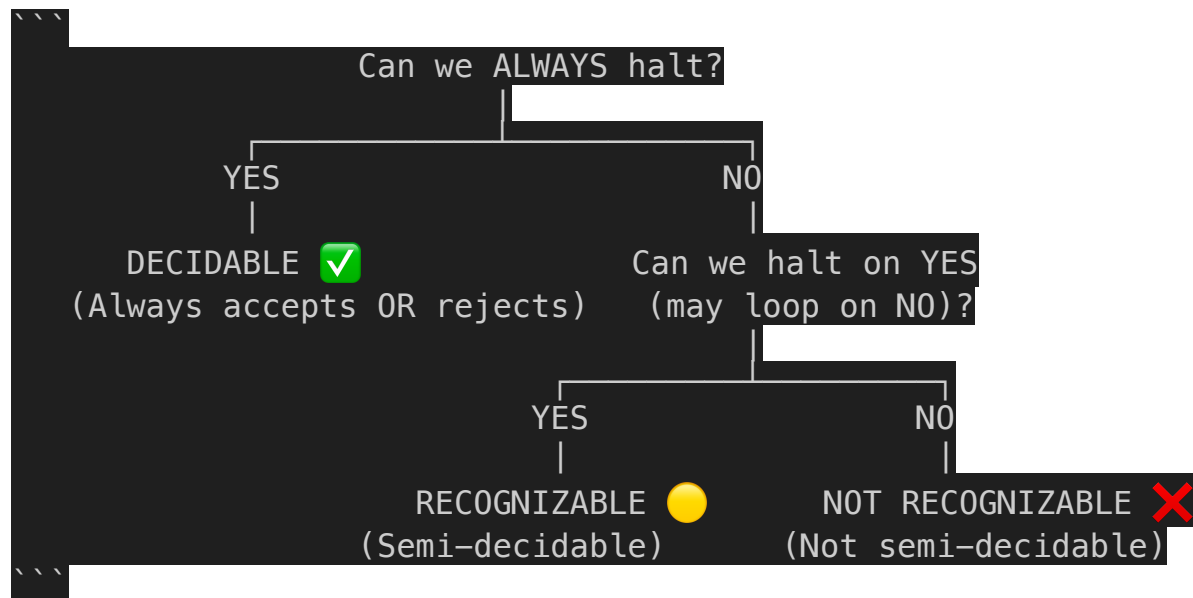 ```
Can we ALWAYS halt?
YES NO
DECIDABLE ✅ Can we halt on YES
(Always accepts OR rejects) (may loop on NO)?
YES NO
RECOGNIZABLE 🟡 NOT RECOGNIZABLE ❌
(Semi-decidable) (Not semi-decidable)
```